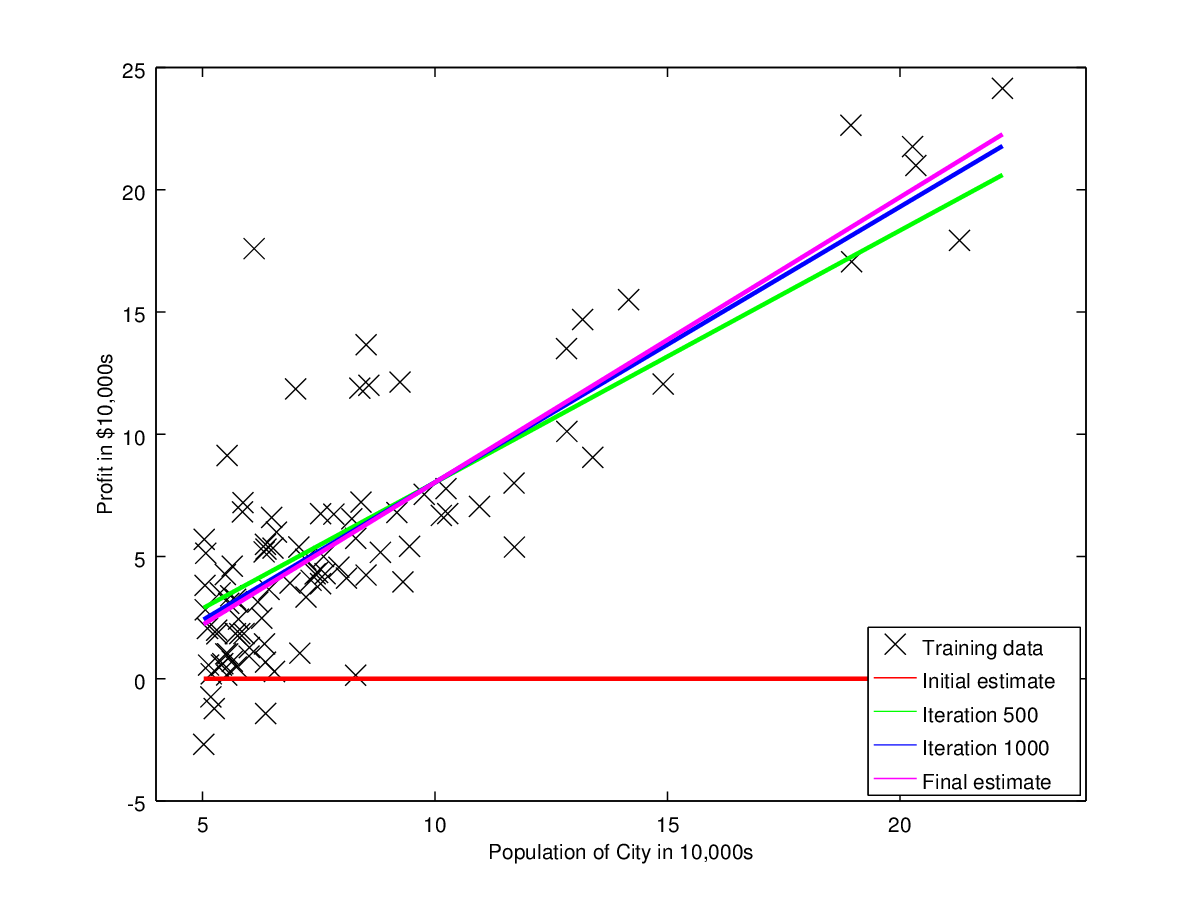 25
20
15
10
5
0
-5
Profit in $10,000s
Training data
Initial estimate
Iteration 500
Iteration 1000
Final estimate
5 10 15 20
Population of City in 10,000s